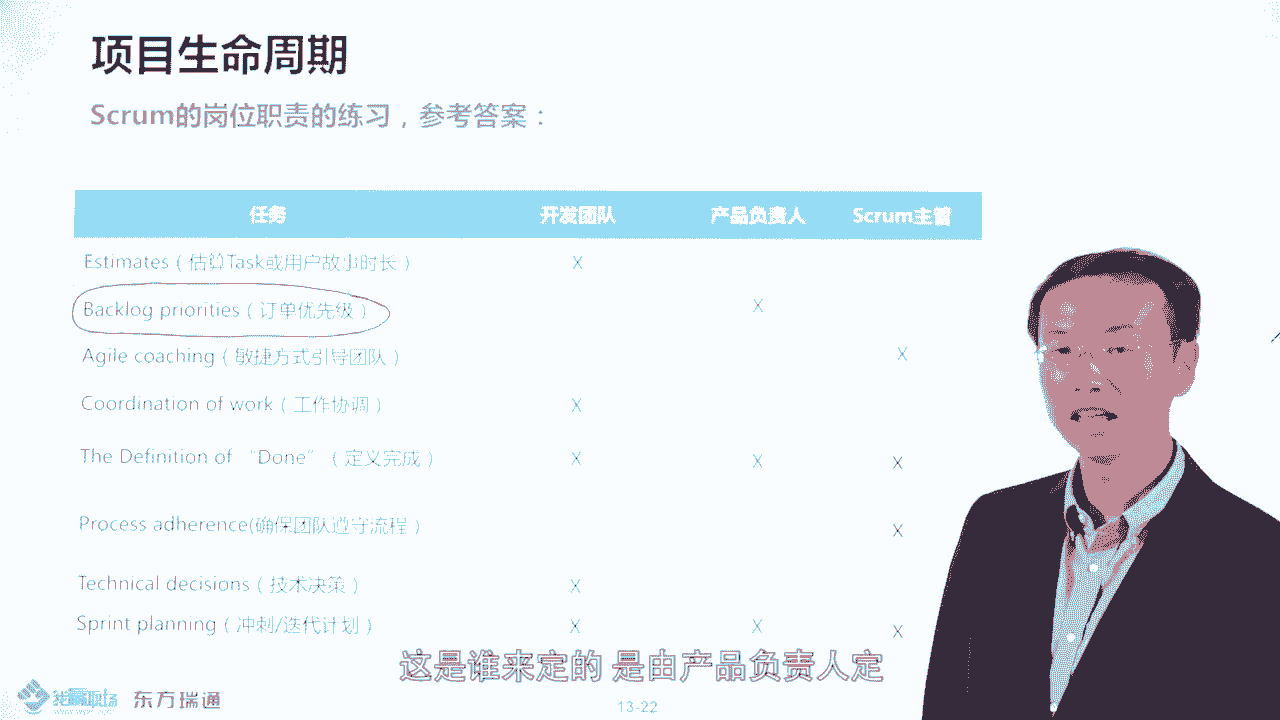 项目生命周期
Scrum的岗位职责的练习，参考答案：
任务 开发团队 产品负责人 Scrum主管
Estimates（估算Task或用户故事时长） X
Backlog priorities（订单优先级） X
Agile coaching（敏捷方式引导团队） X
Coordination of work（工作协调） X
The Definition of “Done”（定义完成） X X X
Process adherence(确保团队遵守流程） X
Technical decisions（技术决策） X
Sprint planning（冲刺/迭代计划） X X X
这是谁来定的 是由产品负责人定
我赢职场 东方瑞通
13-22